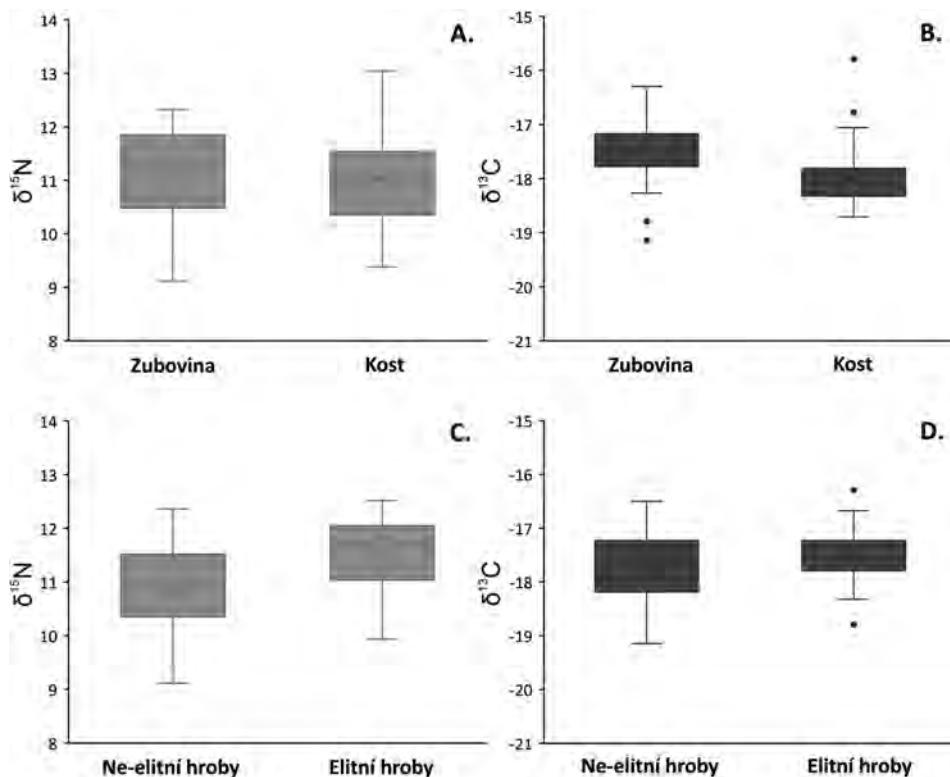 A.
14
13
12
11
10
9
8
δ¹⁵N
Zubovina
Kost
B.
-15
-16
-17
-18
-19
-20
-21
δ¹³C
Zubovina
Kost
C.
14
13
12
11
10
9
8
δ¹⁵N
Ne-elitní hroby
Elitní hroby
D.
-15
-16
-17
-18
-19
-20
-21
δ¹³C
Ne-elitní hroby
Elitní hroby